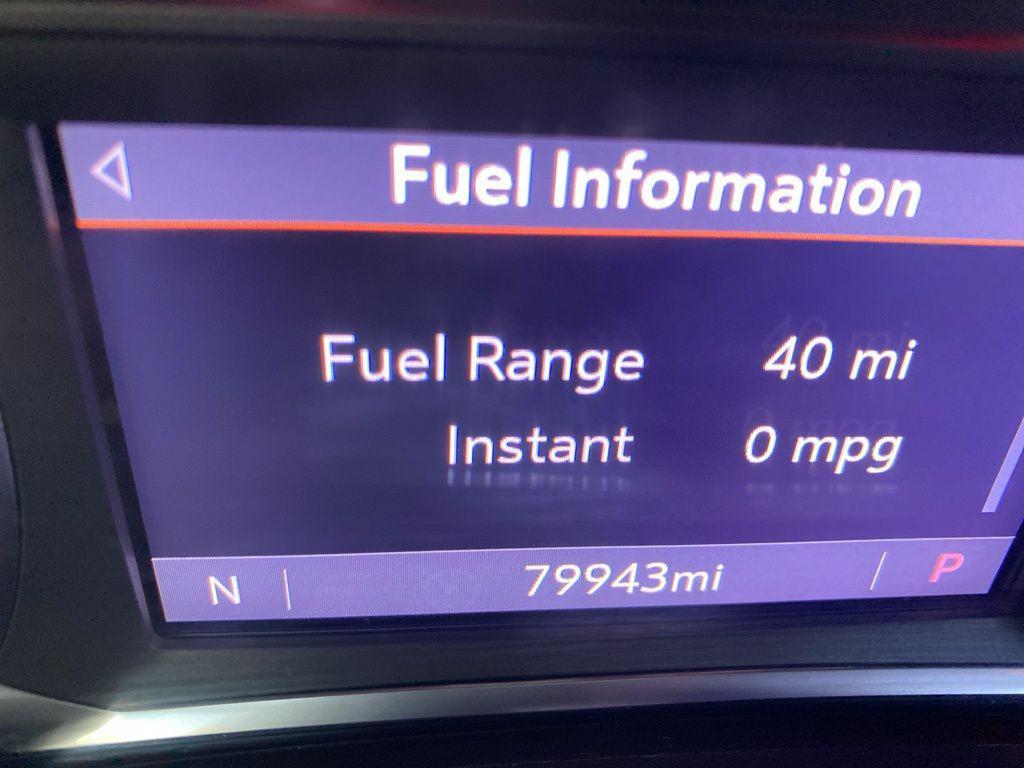 Fuel Information
Fuel Range 40 mi
Instant 0 mpg
N 79943mi P